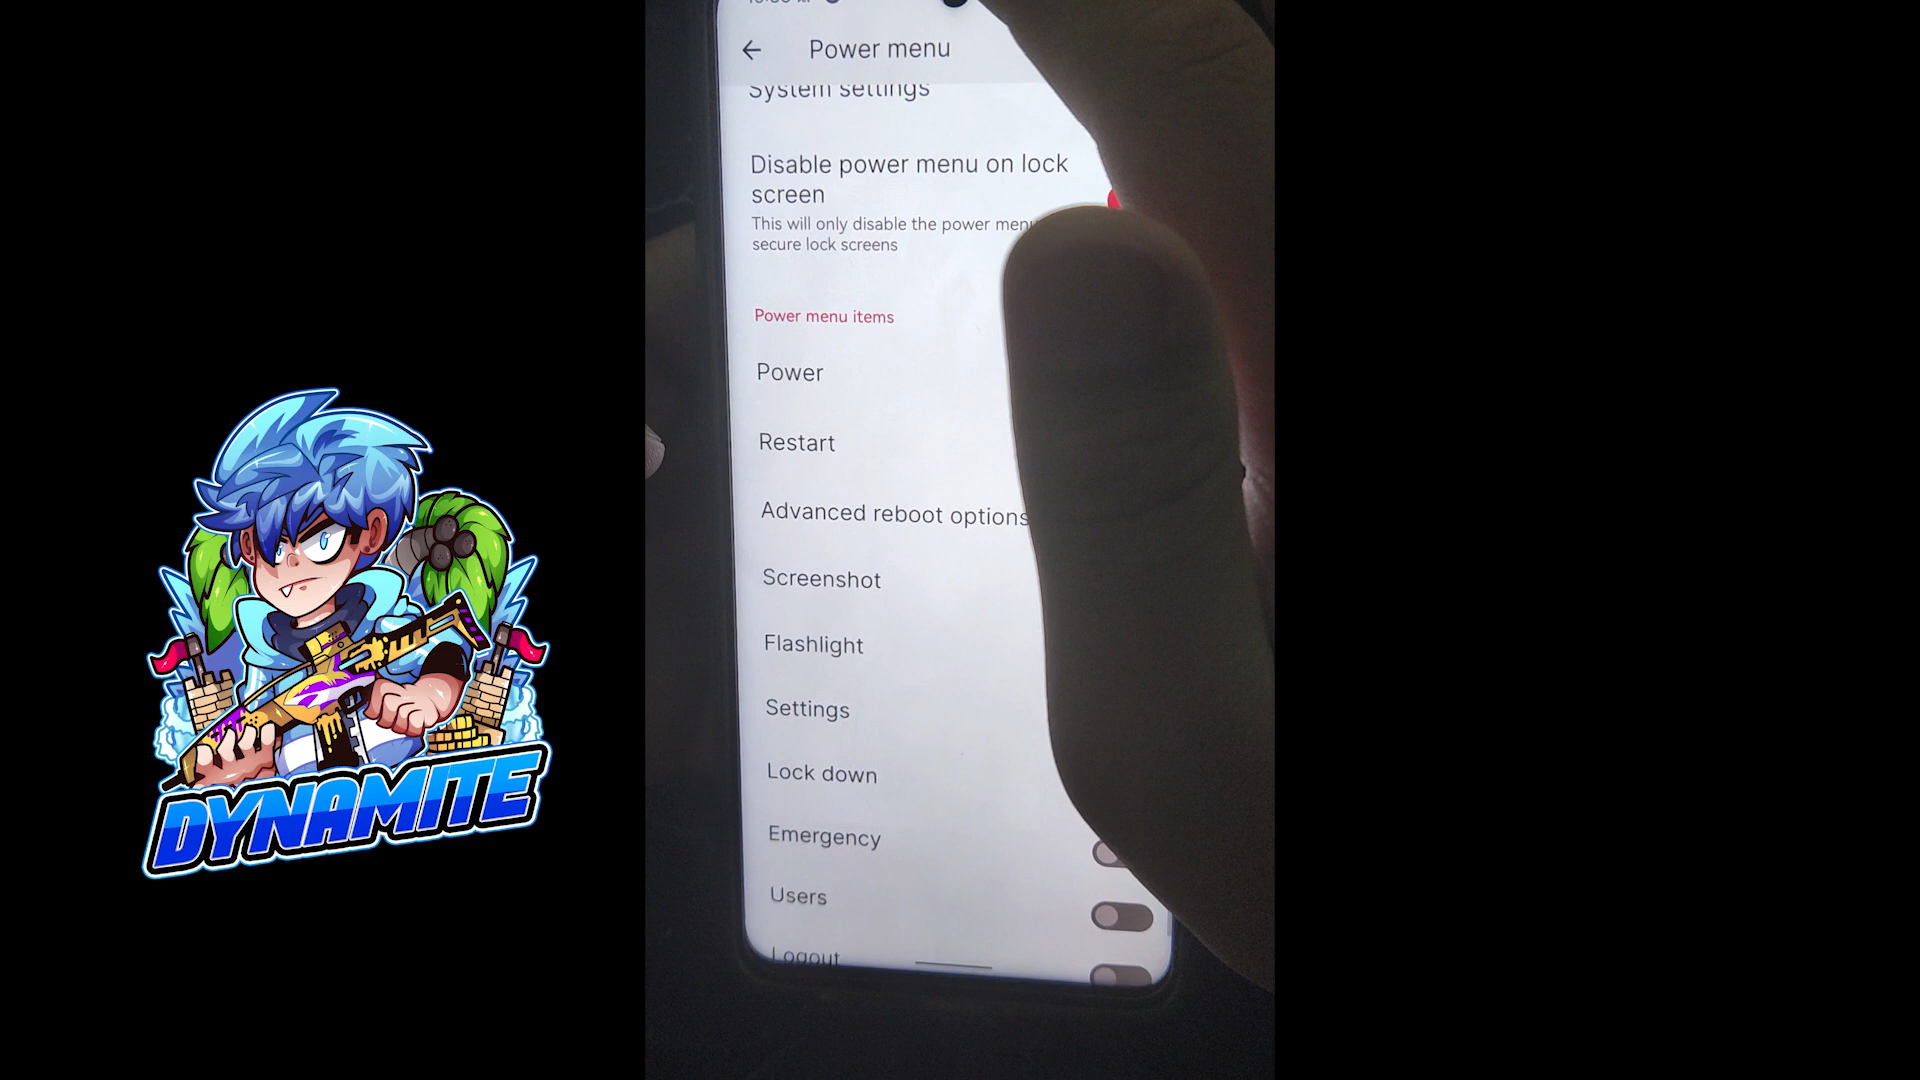 Power menu
System settings
Disable power menu on lock
screen
This will only disable the power menu
secure lock screens
Power menu items
Power
Restart
Advanced reboot options
Screenshot
Flashlight
Settings
Lock down
Emergency
Users
Logout
DYNAMITE